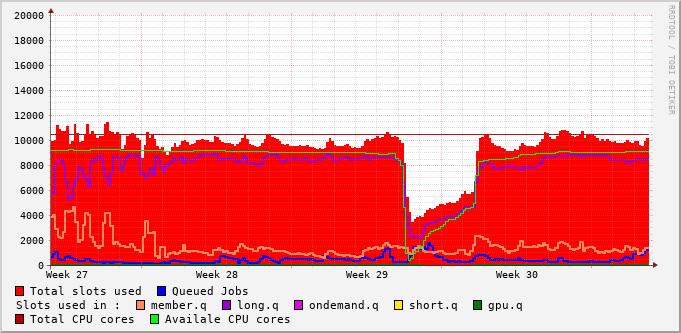 20000
18000
16000
14000
12000
10000
8000
6000
4000
2000
0
Week 27 Week 28 Week 29 Week 30
Total slots used Queued Jobs
Slots used in : member.q long.q ondemand.q short.q gpu.q
Total CPU cores Availale CPU cores
RRDTOOL / TOBI OETIKER